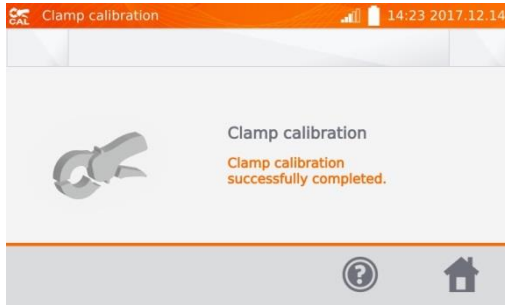 CAL Clamp calibration 14:23 2017.12.14
Clamp calibration
Clamp calibration
successfully completed.
?